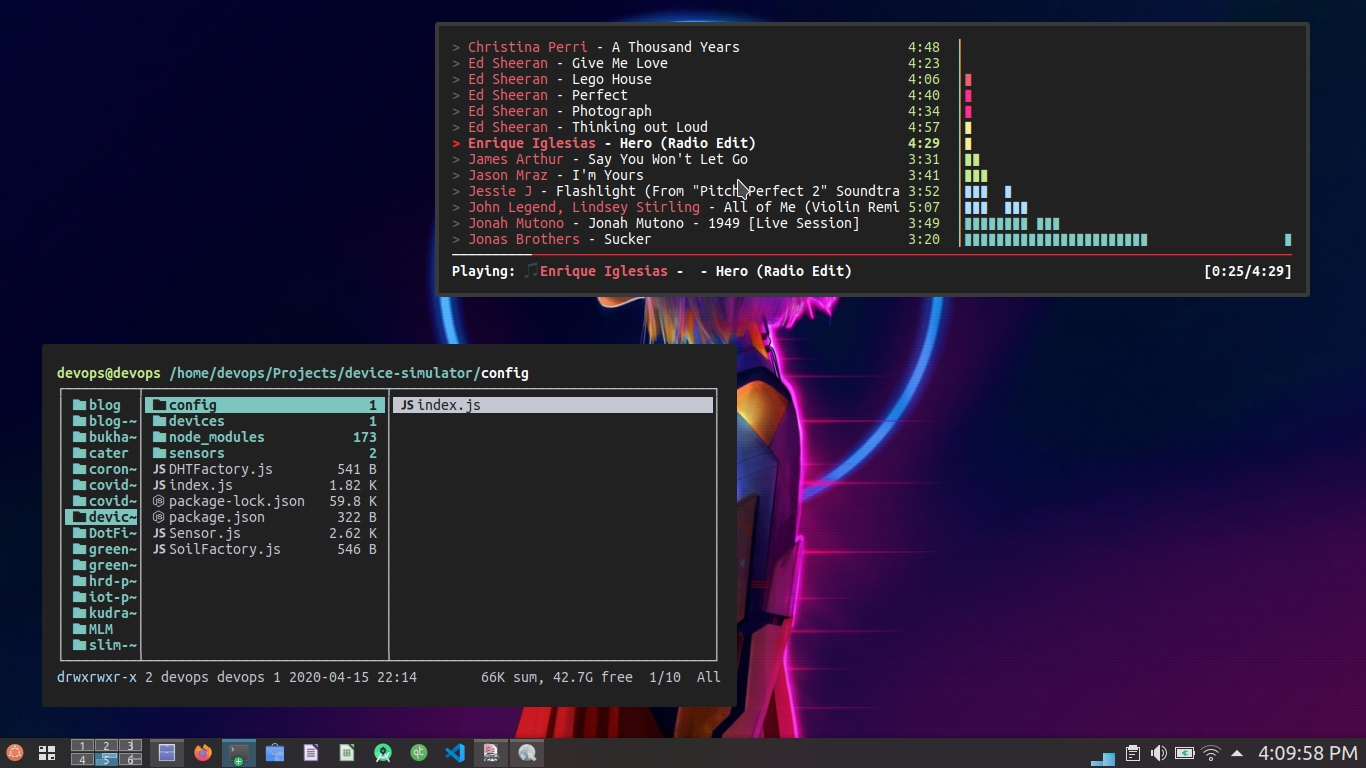 > Christina Perri - A Thousand Years 4:48
> Ed Sheeran - Give Me Love 4:23
> Ed Sheeran - Lego House 4:06
> Ed Sheeran - Perfect 4:40
> Ed Sheeran - Photograph 4:34
> Ed Sheeran - Thinking out Loud 4:57
> Enrique Iglesias - Hero (Radio Edit) 4:29
> James Arthur - Say You Won't Let Go 3:31
> Jason Mraz - I'm Yours 3:41
> Jessie J - Flashlight (From "Pitch Perfect 2" Soundtra 3:52
> John Legend, Lindsey Stirling - All of Me (Violin Remi 5:07
> Jonah Mutono - Jonah Mutono - 1949 [Live Session] 3:49
> Jonas Brothers - Sucker 3:20
Playing: 🎵Enrique Iglesias -  - Hero (Radio Edit) [0:25/4:29]
devops@devops /home/devops/Projects/device-simulator/config
blog config 1 JS index.js
blog-~ devices 1
bukha~ node_modules 173
cater sensors 2
coron~ JS DHTFactory.js 541 B
covid~ JS index.js 1.82 K
covid~ package-lock.json 59.8 K
devic~ package.json 322 B
DotFi~ JS Sensor.js 2.62 K
green~ JS SoilFactory.js 546 B
green~
hrd-p~
iot-p~
kudra~
MLM
slim-~
drwxrwxr-x 2 devops devops 1 2020-04-15 22:14 66K sum, 42.7G free 1/10 All
1 2 3
4 5 6
qt
4:09:58 PM